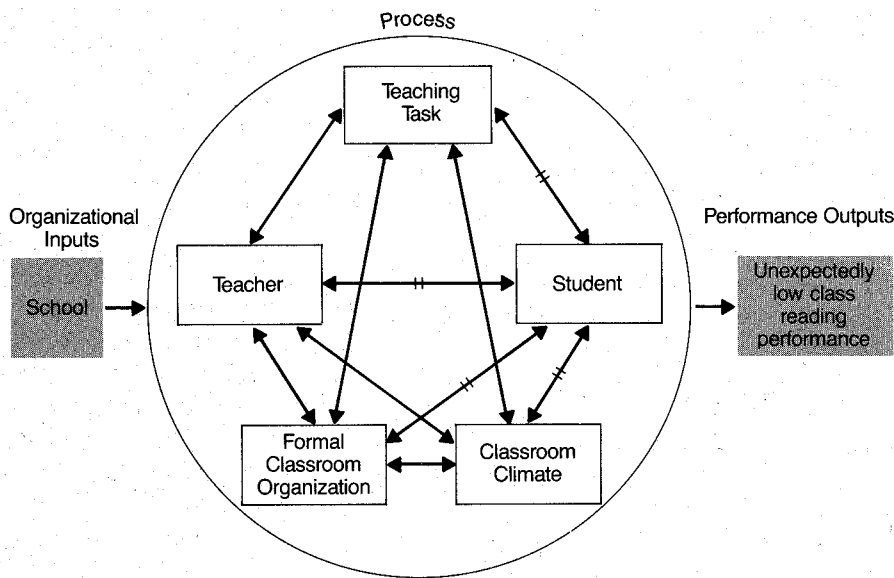 Process
Teaching
Task
Organizational
Inputs
School
Teacher
Student
Performance Outputs
Unexpectedly
low class
reading
performance
Formal
Classroom
Organization
Classroom
Climate